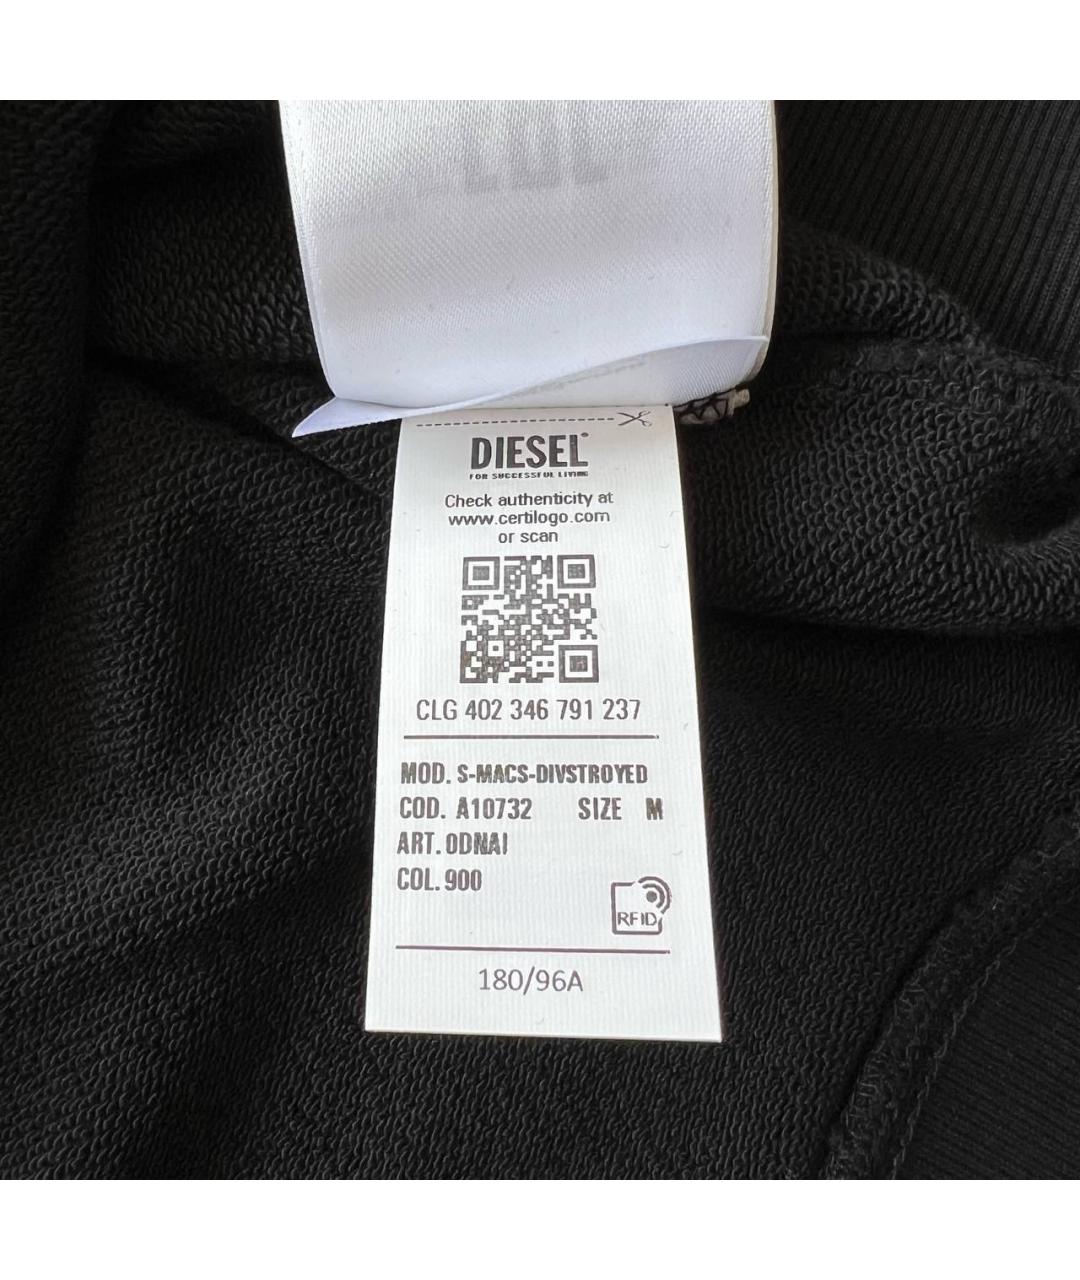 DIESEL
FOR SUCCESSFUL LIVING
Check authenticity at
www.certilogo.com
or scan
CLG 402 346 791 237
MOD. S-MACS-DIVSTROYED
COD. A10732 SIZE M
ART. 0DNAI
COL. 900
RFID
180/96A